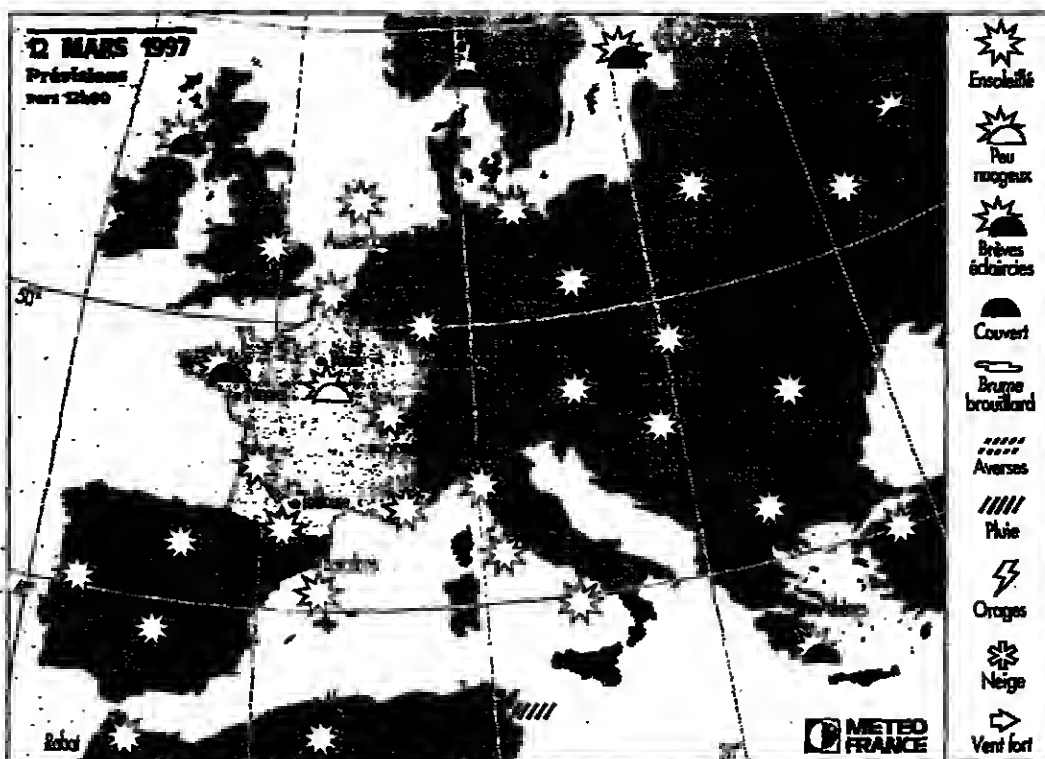 12 MARS 1997
Prévisions
vers 12h00
50°
Rabat
METEO
FRANCE
Ensoleillé
Peu
nuageux
Brèves
éclaircies
Couvert
Brume
brouillard
Averses
Pluie
Orages
Neige
Vent fort